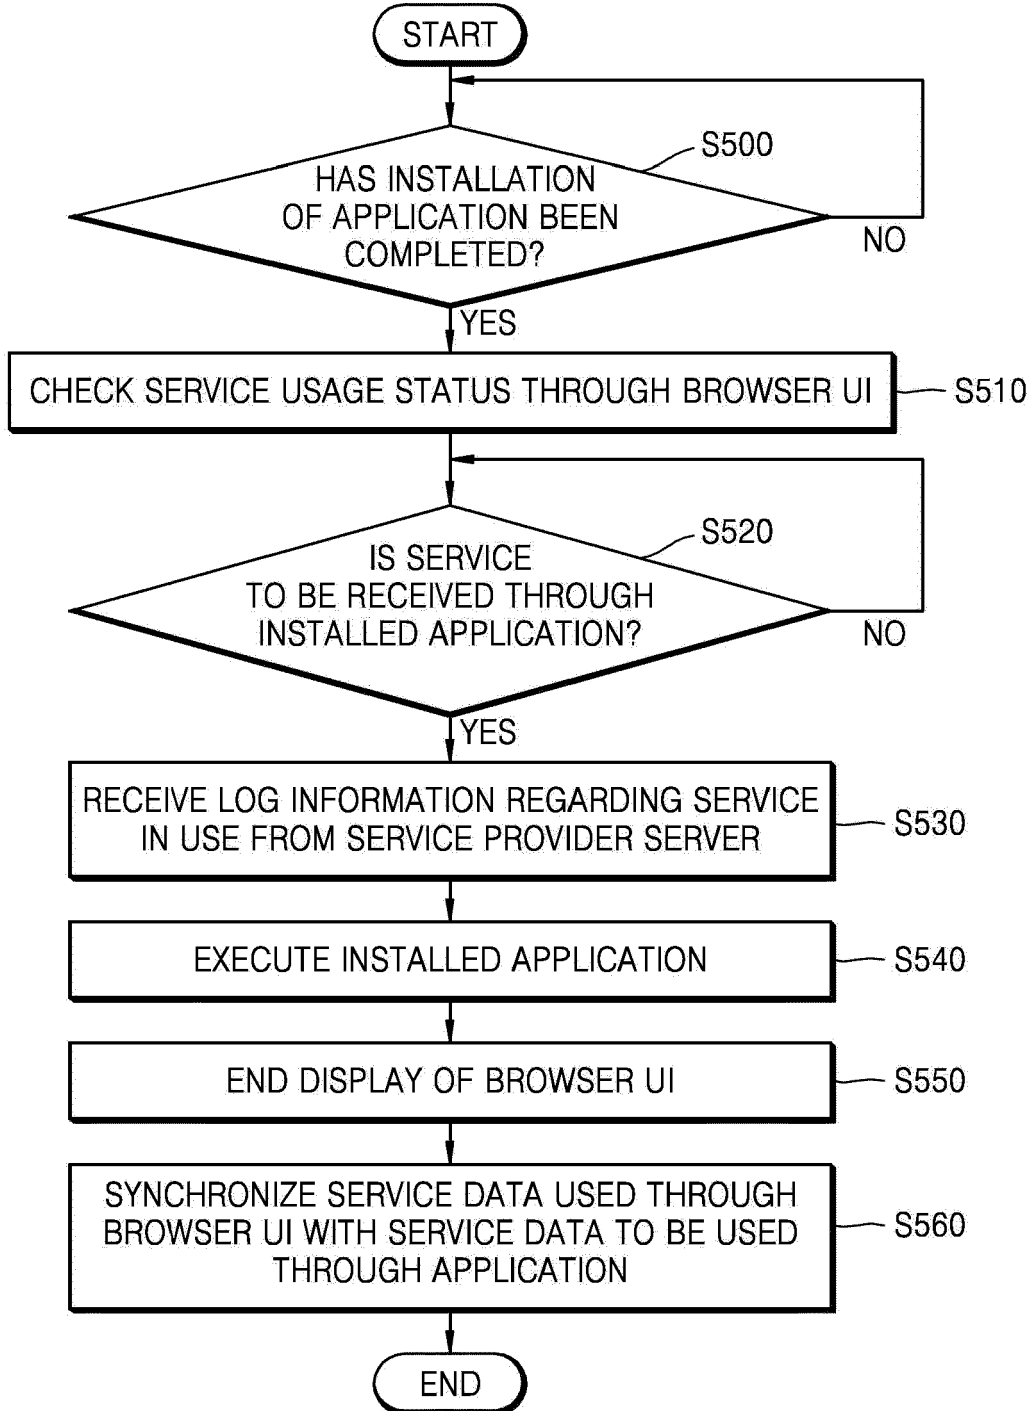 START
S500
HAS INSTALLATION
OF APPLICATION BEEN
COMPLETED?
NO
YES
CHECK SERVICE USAGE STATUS THROUGH BROWSER UI
S510
S520
IS SERVICE
TO BE RECEIVED THROUGH
INSTALLED APPLICATION?
NO
YES
RECEIVE LOG INFORMATION REGARDING SERVICE
IN USE FROM SERVICE PROVIDER SERVER
S530
EXECUTE INSTALLED APPLICATION
S540
END DISPLAY OF BROWSER UI
S550
SYNCHRONIZE SERVICE DATA USED THROUGH
BROWSER UI WITH SERVICE DATA TO BE USED
THROUGH APPLICATION
S560
END